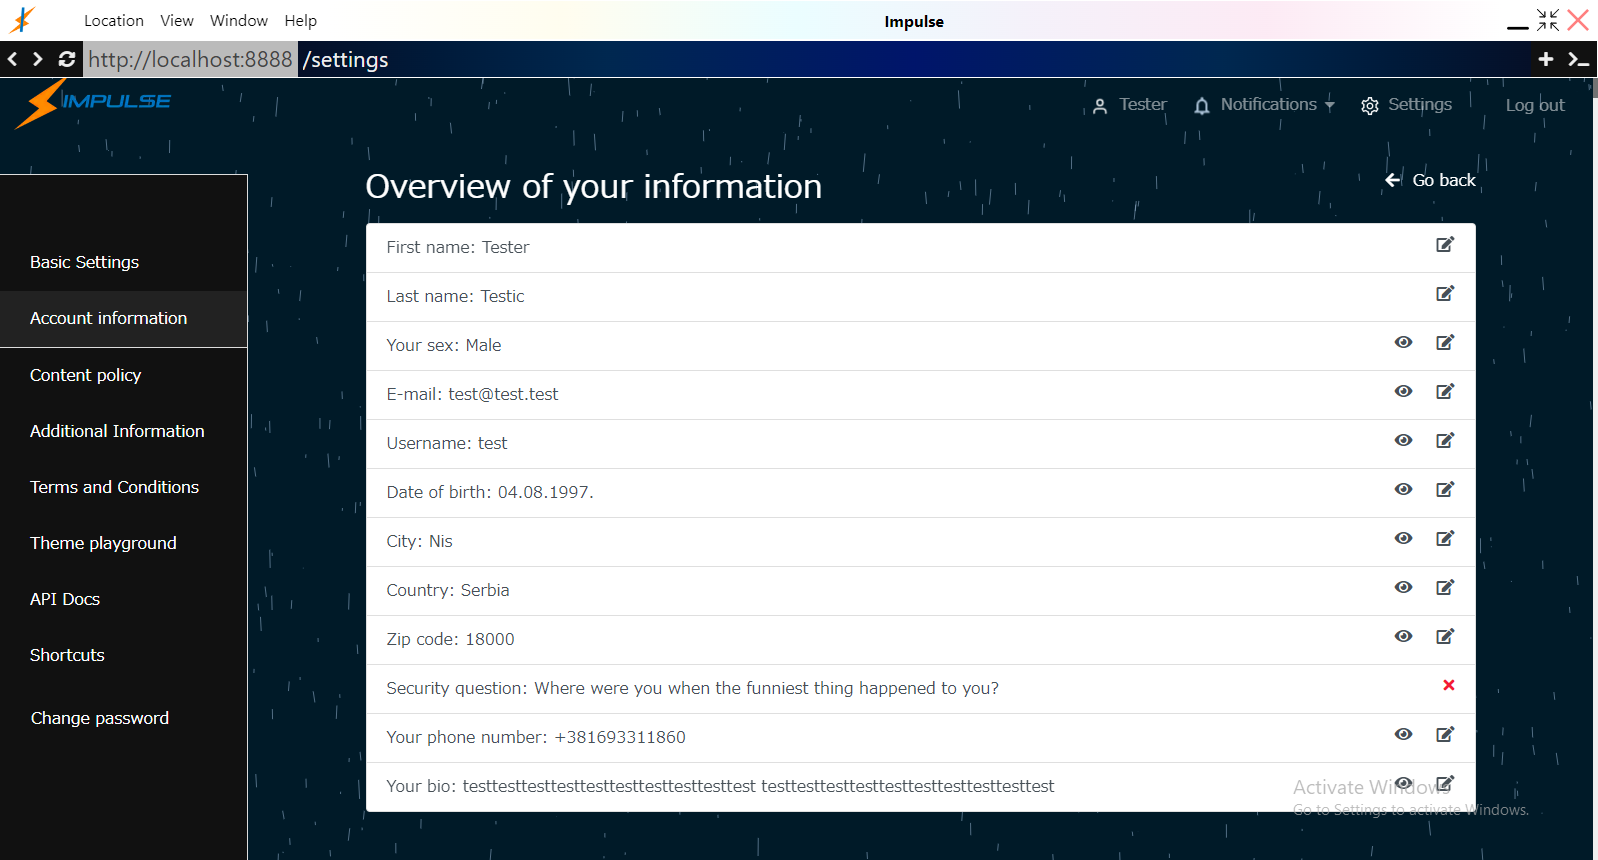 Location View Window Help
Impulse
http://localhost:8888 /settings
IMPULSE
Tester Notifications Settings Log out
Overview of your information
Go back
Basic Settings
Account information
Content policy
Additional Information
Terms and Conditions
Theme playground
API Docs
Shortcuts
Change password
First name: Tester
Last name: Testic
Your sex: Male
E-mail: test@test.test
Username: test
Date of birth: 04.08.1997.
City: Nis
Country: Serbia
Zip code: 18000
Security question: Where were you when the funniest thing happened to you?
Your phone number: +381693311860
Your bio: testtesttesttesttesttesttesttesttesttest testtesttesttesttesttesttesttesttesttest
Activate Windows
Go to Settings to activate Windows.